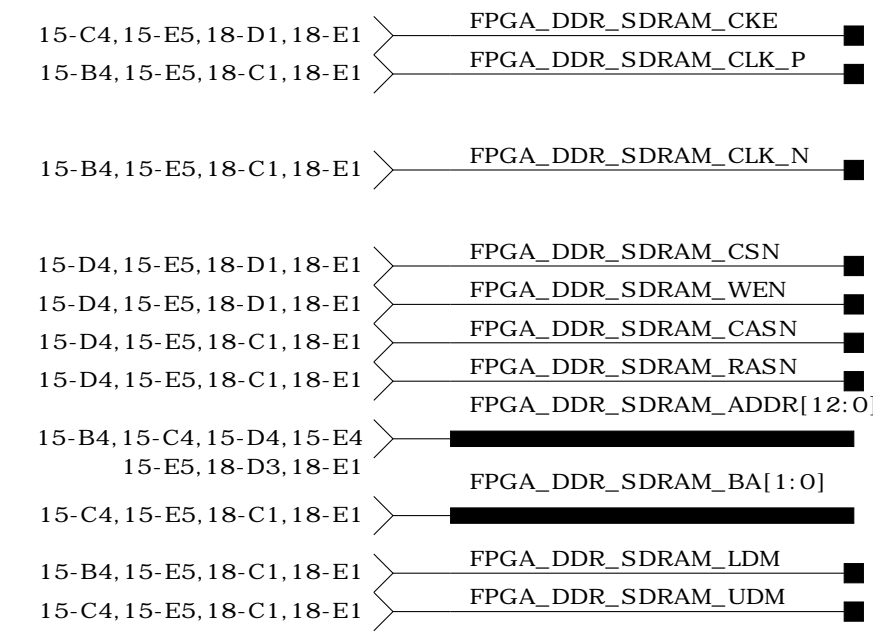 FPGA_DDR_SDRAM_CKE
15-C4,15-E5,18-D1,18-E1
FPGA_DDR_SDRAM_CLK_P
15-B4,15-E5,18-C1,18-E1
FPGA_DDR_SDRAM_CLK_N
15-B4,15-E5,18-C1,18-E1
FPGA_DDR_SDRAM_CSN
15-D4,15-E5,18-D1,18-E1
FPGA_DDR_SDRAM_WEN
15-D4,15-E5,18-D1,18-E1
FPGA_DDR_SDRAM_CASN
15-D4,15-E5,18-C1,18-E1
FPGA_DDR_SDRAM_RASN
15-D4,15-E5,18-C1,18-E1
FPGA_DDR_SDRAM_ADDR[12:0]
15-B4,15-C4,15-D4,15-E4
15-E5,18-D3,18-E1
FPGA_DDR_SDRAM_BA[1:0]
15-C4,15-E5,18-C1,18-E1
FPGA_DDR_SDRAM_LDM
15-B4,15-E5,18-C1,18-E1
FPGA_DDR_SDRAM_UDM
15-C4,15-E5,18-C1,18-E1